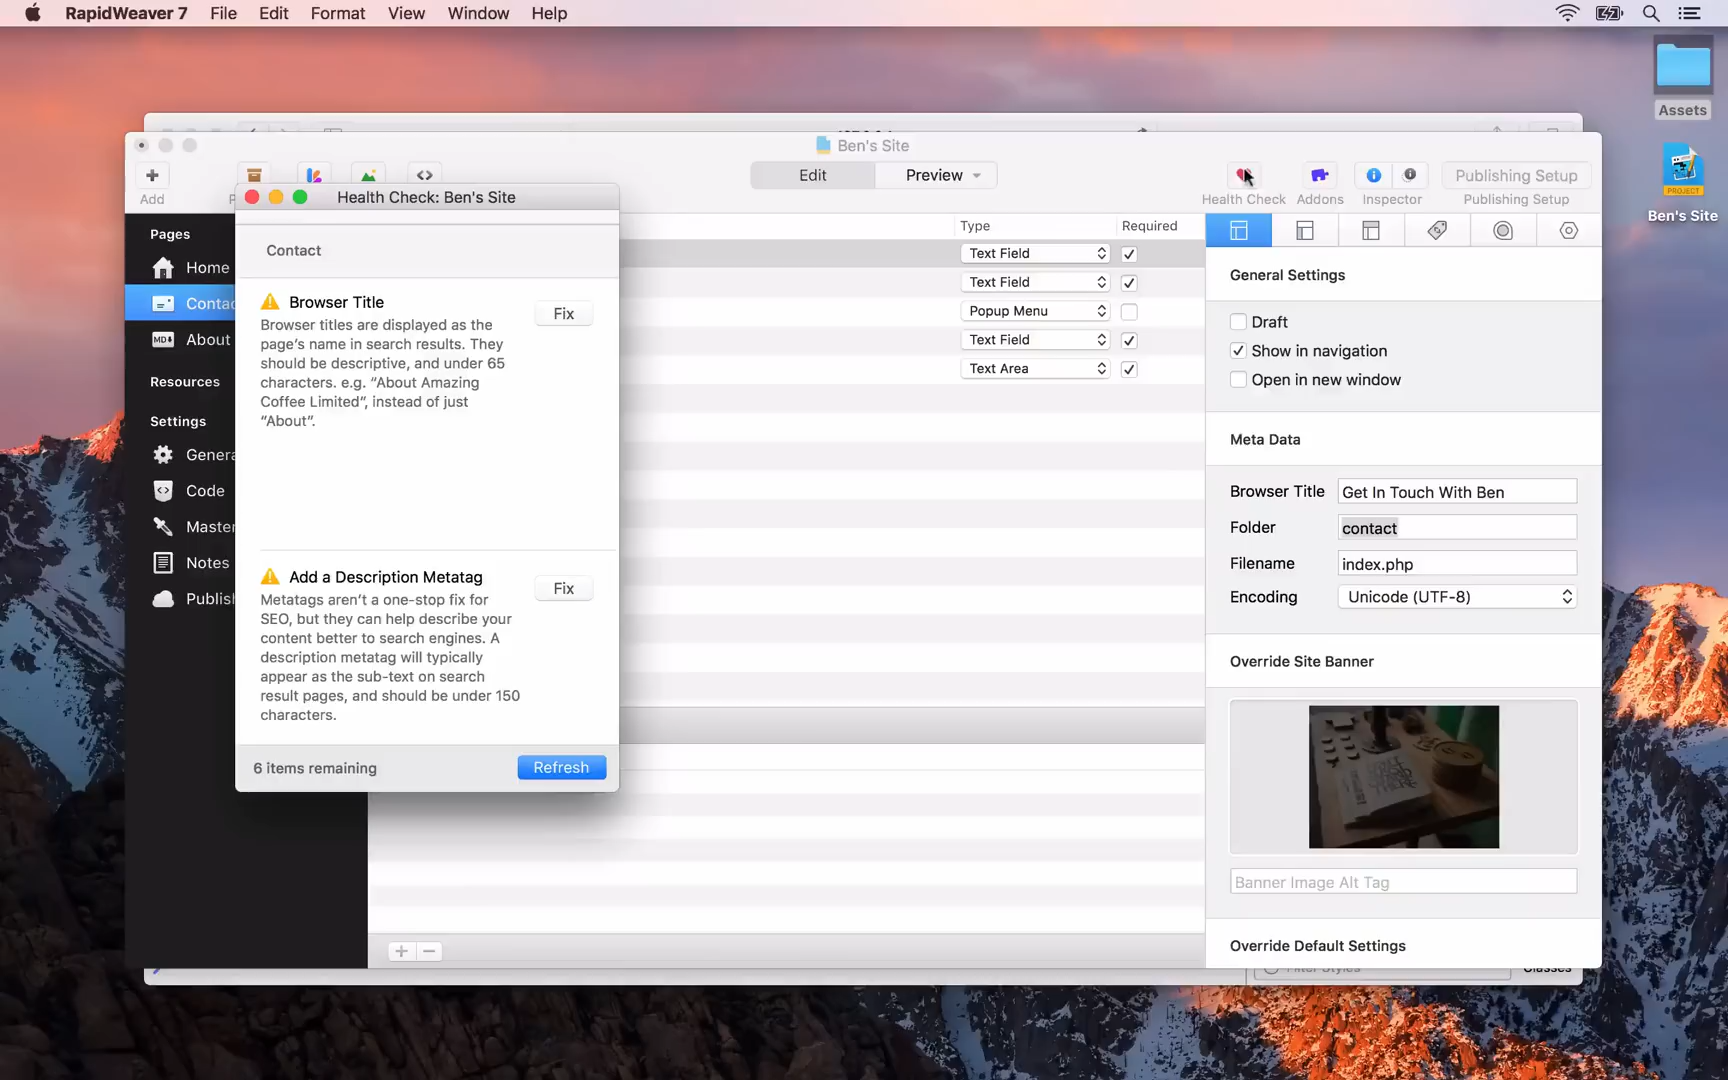 RapidWeaver 7 File Edit Format View Window Help
Assets
Ben's Site
Ben's Site
Add
Edit
Preview
Health Check
Addons
Inspector
Publishing Setup
Publishing Setup
Pages
Home
Contac
About
Resources
Settings
Genera
Code
Master
Notes
Publis
Health Check: Ben's Site
Contact
Browser Title
Fix
Browser titles are displayed as the
page's name in search results. They
should be descriptive, and under 65
characters. e.g. “About Amazing
Coffee Limited”, instead of just
“About”.
Add a Description Metatag
Fix
Metatags aren't a one-stop fix for
SEO, but they can help describe your
content better to search engines. A
description metatag will typically
appear as the sub-text on search
result pages, and should be under 150
characters.
6 items remaining
Refresh
Type Required
Text Field
Text Field
Popup Menu
Text Field
Text Area
General Settings
Draft
Show in navigation
Open in new window
Meta Data
Browser Title Get In Touch With Ben
Folder contact
Filename index.php
Encoding Unicode (UTF-8)
Override Site Banner
Banner Image Alt Tag
Override Default Settings